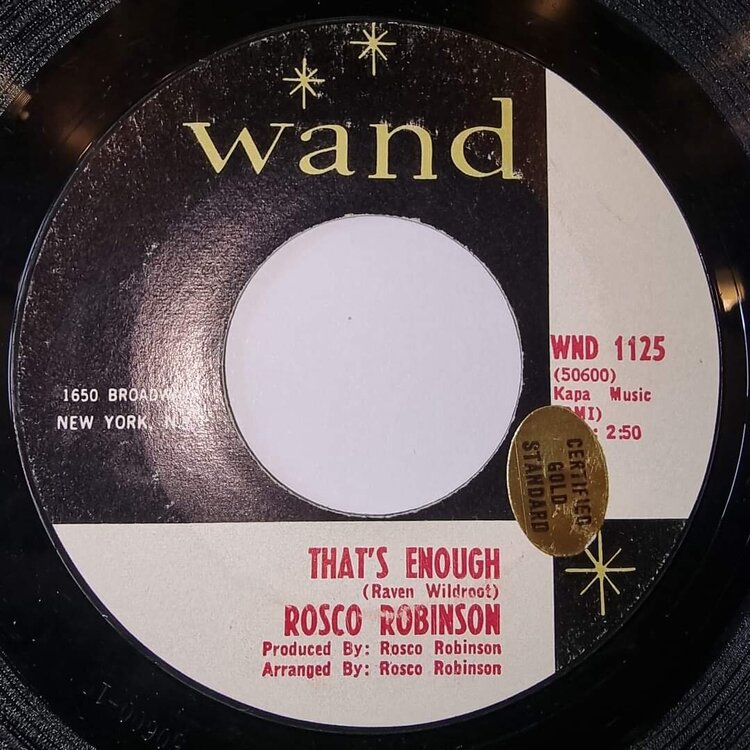 wand
1650 BROADW
NEW YORK, N
WND 1125
(50600)
Kapa Music
MI)
: 2:50
CERTIFIED
GOLD
STANDARD
THAT'S ENOUGH
(Raven Wildroot)
ROSCO ROBINSON
Produced By: Rosco Robinson
Arranged By: Rosco Robinson